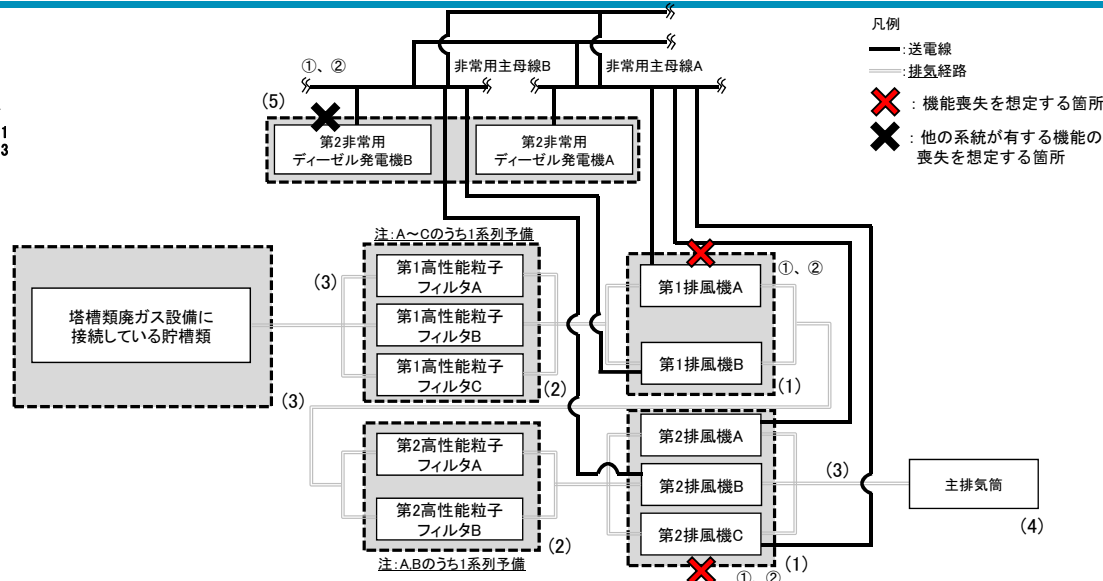 凡例
:送電線
:排気経路
:機能喪失を想定する箇所
:他の系統が有する機能の
喪失を想定する箇所
①、②
非常用主母線B
非常用主母線A
(5)
1
3
第2非常用
ディーゼル発電機B
第2非常用
ディーゼル発電機A
注:A～Cのうち1系列予備
(3)
第1高性能粒子
フィルタA
第1高性能粒子
フィルタB
第1高性能粒子
フィルタC
(2)
塔槽類廃ガス設備に
接続している貯槽類
(3)
①、②
第1排風機A
第1排風機B
(1)
第2高性能粒子
フィルタA
第2高性能粒子
フィルタB
(2)
注:A,Bのうち1系列予備
第2排風機A
第2排風機B
第2排風機C
(3)
(1)
①、②
主排気筒
(4)